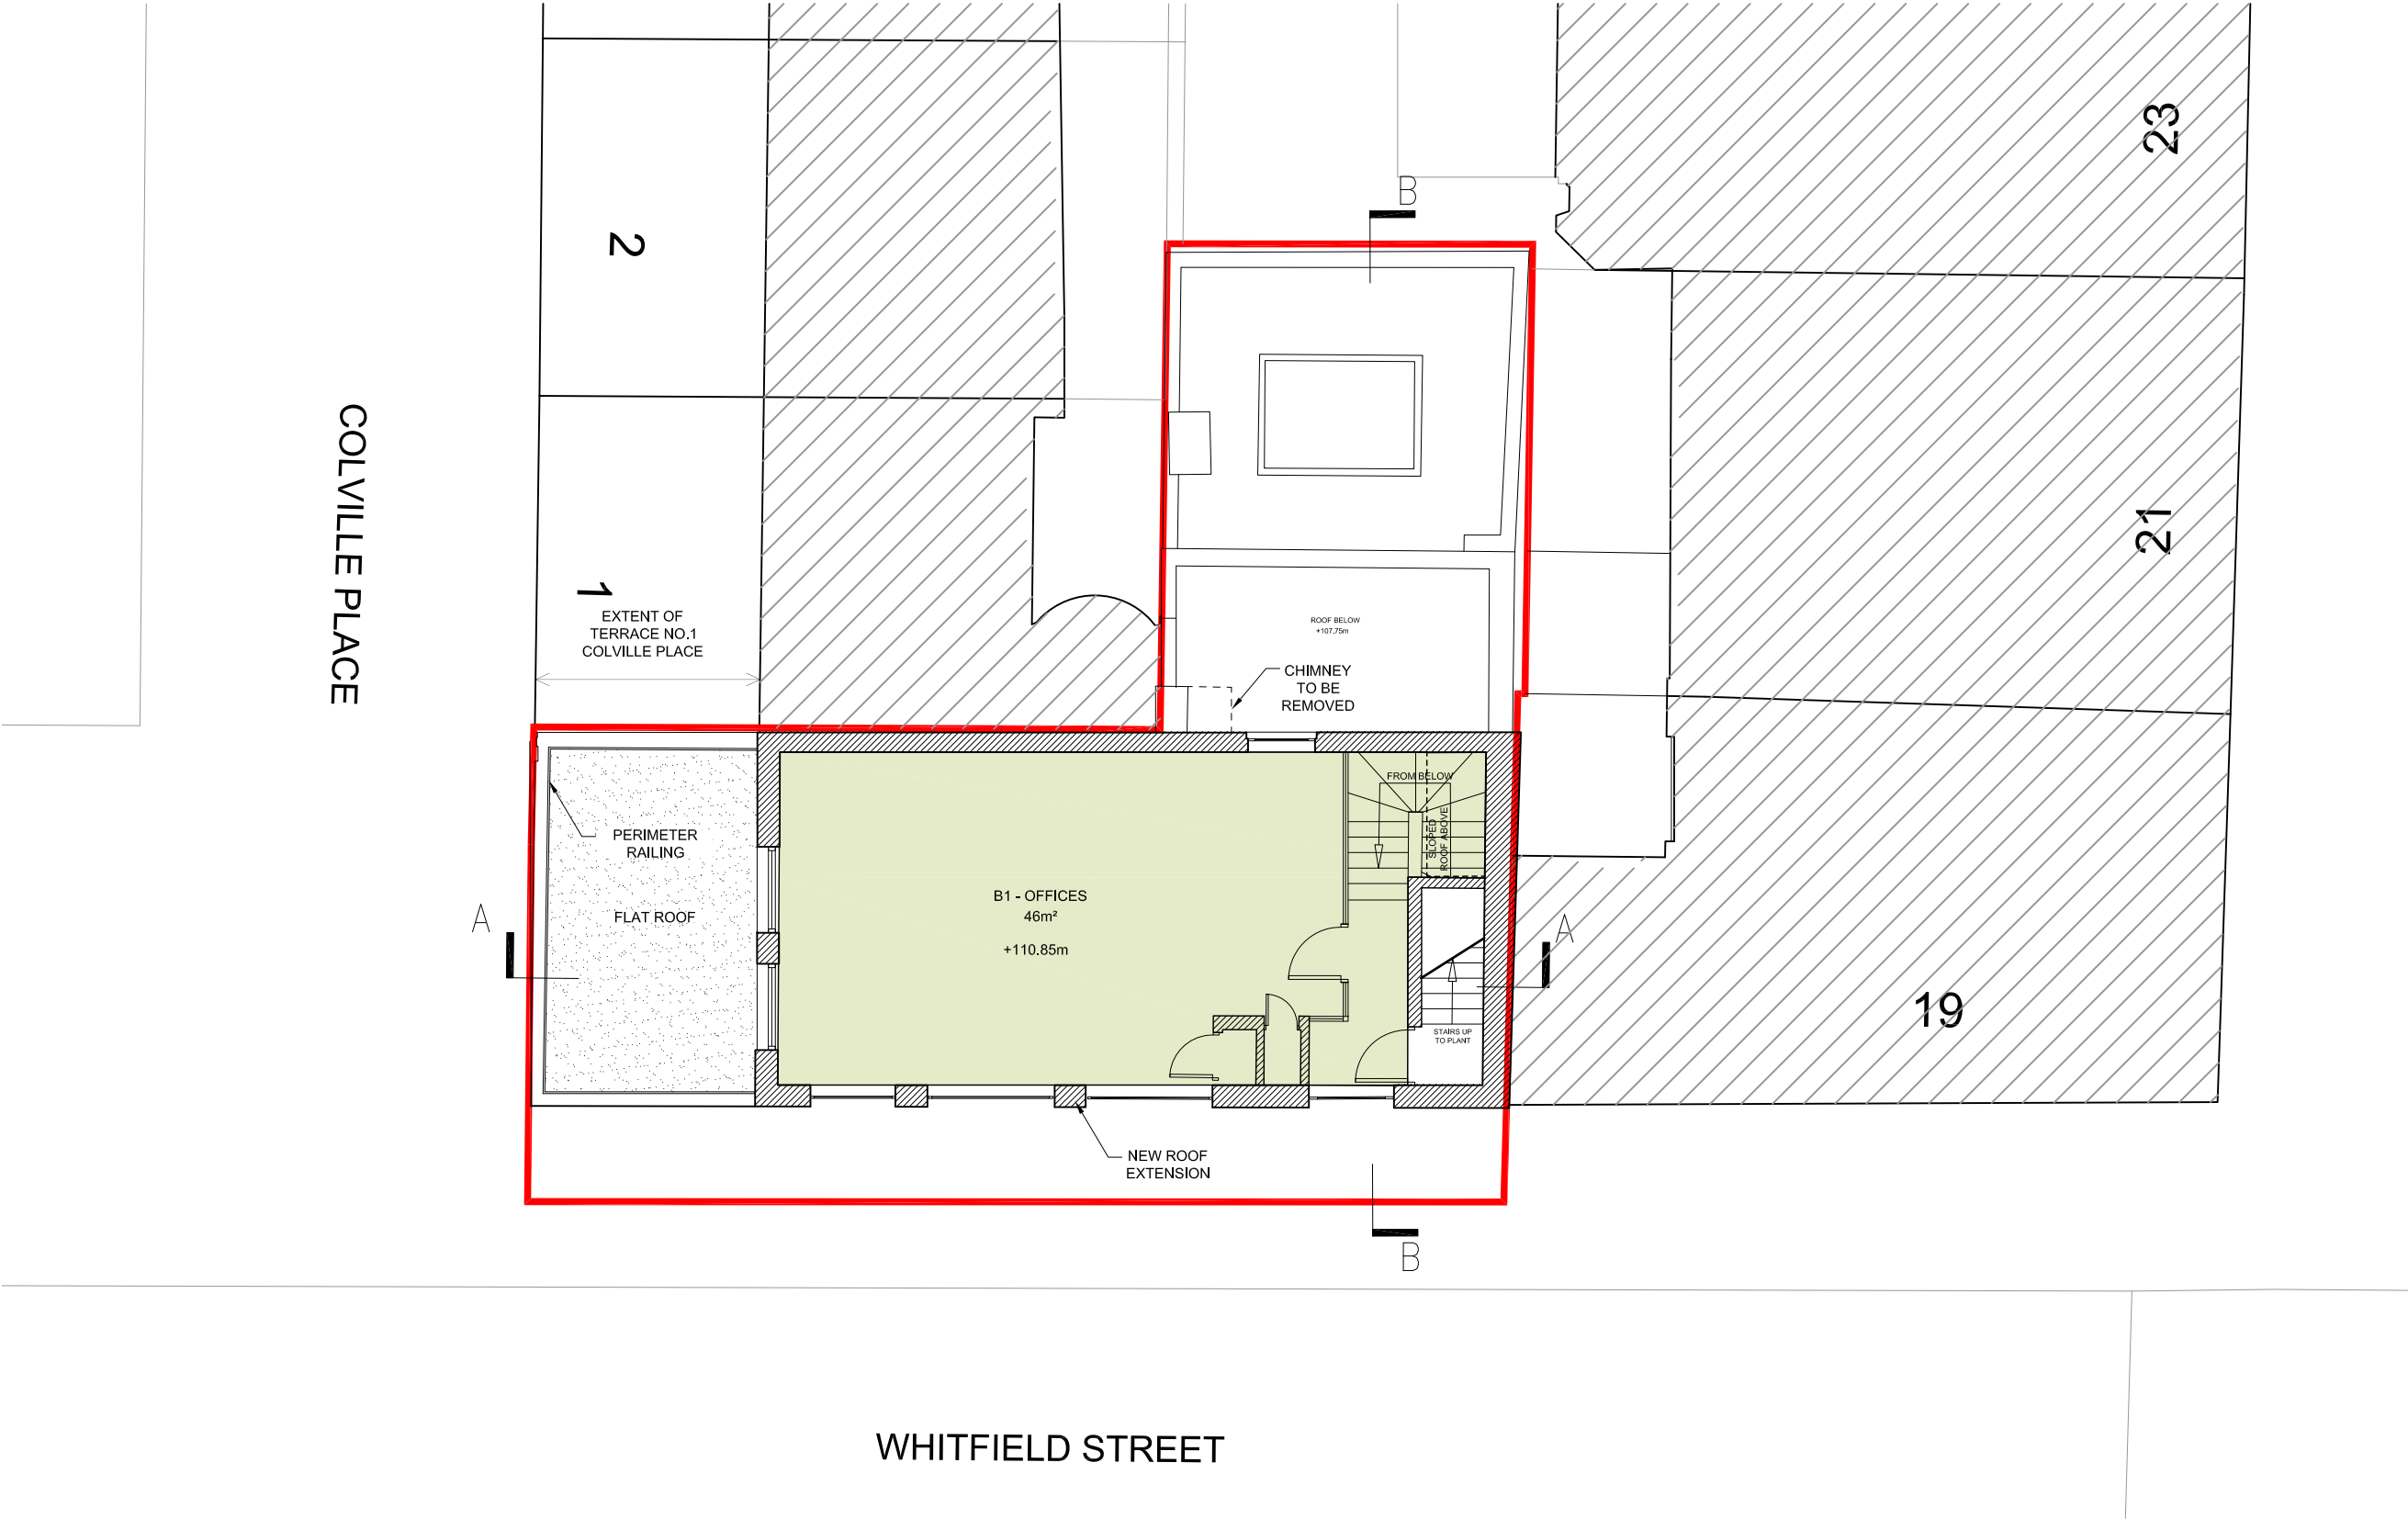 23
B
2
21
COLVILLE PLACE
1
EXTENT OF
TERRACE NO.1
COLVILLE PLACE
ROOF BELOW
+107.75m
CHIMNEY
TO BE
REMOVED
FROM BELOW
SLOPED
ROOF ABOVE
PERIMETER
RAILING
FLAT ROOF
B1 - OFFICES
46m²
+110.85m
A
A
19
STAIRS UP
TO PLANT
NEW ROOF
EXTENSION
B
WHITFIELD STREET